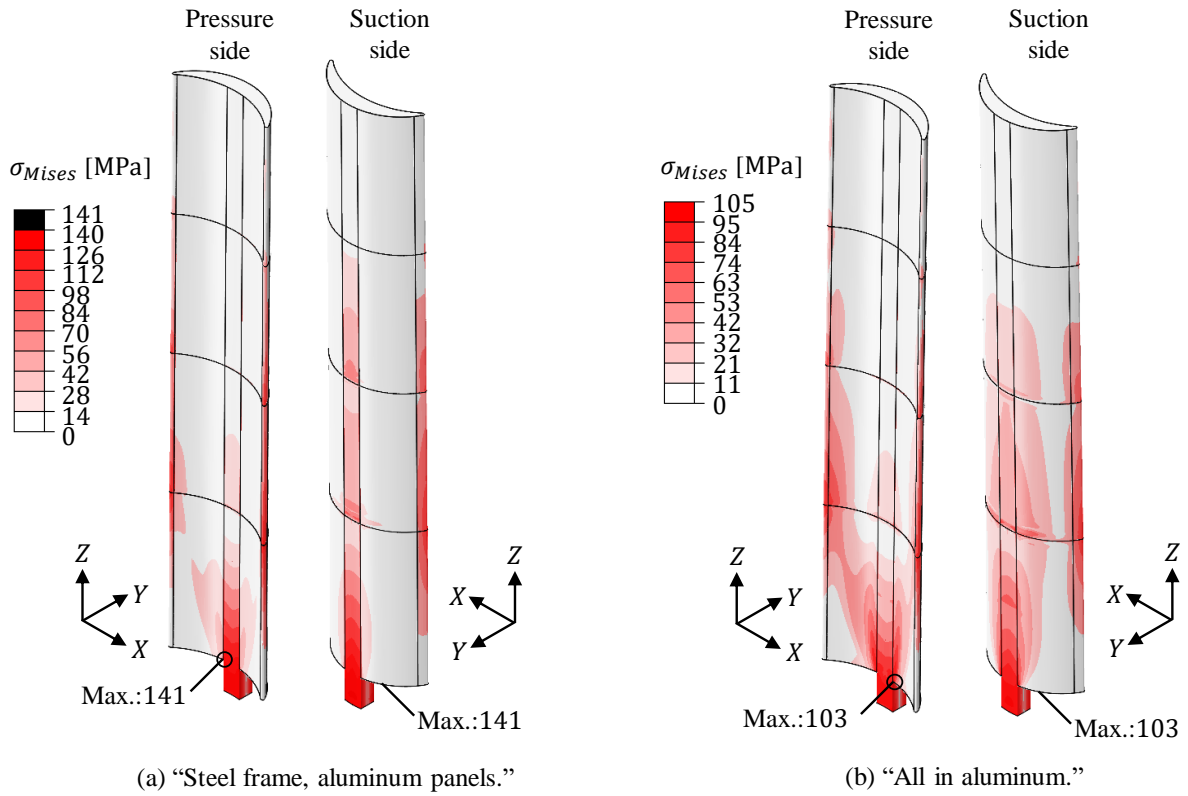 Pressure
side
Suction
side
σ_Mises [MPa]
141
140
126
112
98
84
70
56
42
28
14
0
Z
Y
X
Z
X
Y
Max.:141
Max.:141
(a) “Steel frame, aluminum panels.”
Pressure
side
Suction
side
σ_Mises [MPa]
105
95
84
74
63
53
42
32
21
11
0
Z
Y
X
Z
X
Y
Max.:103
Max.:103
(b) “All in aluminum.”